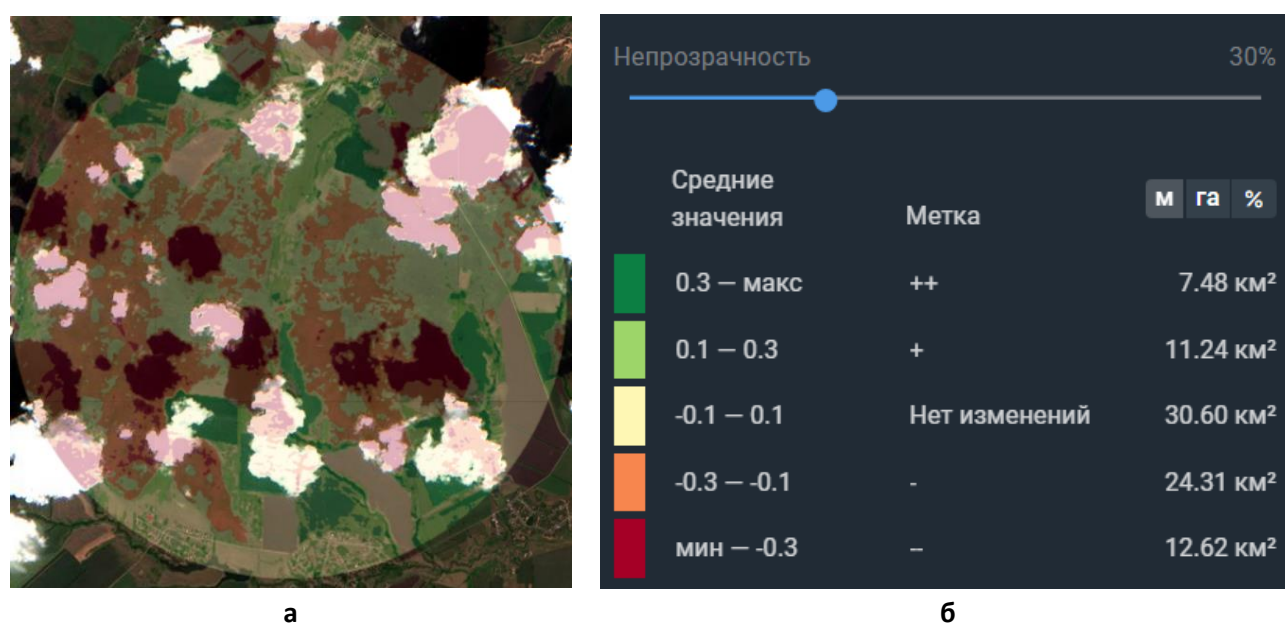 Непрозрачность 30%
Средние
значения Метка м га %
0.3 — макс ++ 7.48 км²
0.1 — 0.3 + 11.24 км²
-0.1 — 0.1 Нет изменений 30.60 км²
-0.3 — -0.1 - 24.31 км²
мин — -0.3 -- 12.62 км²
а б